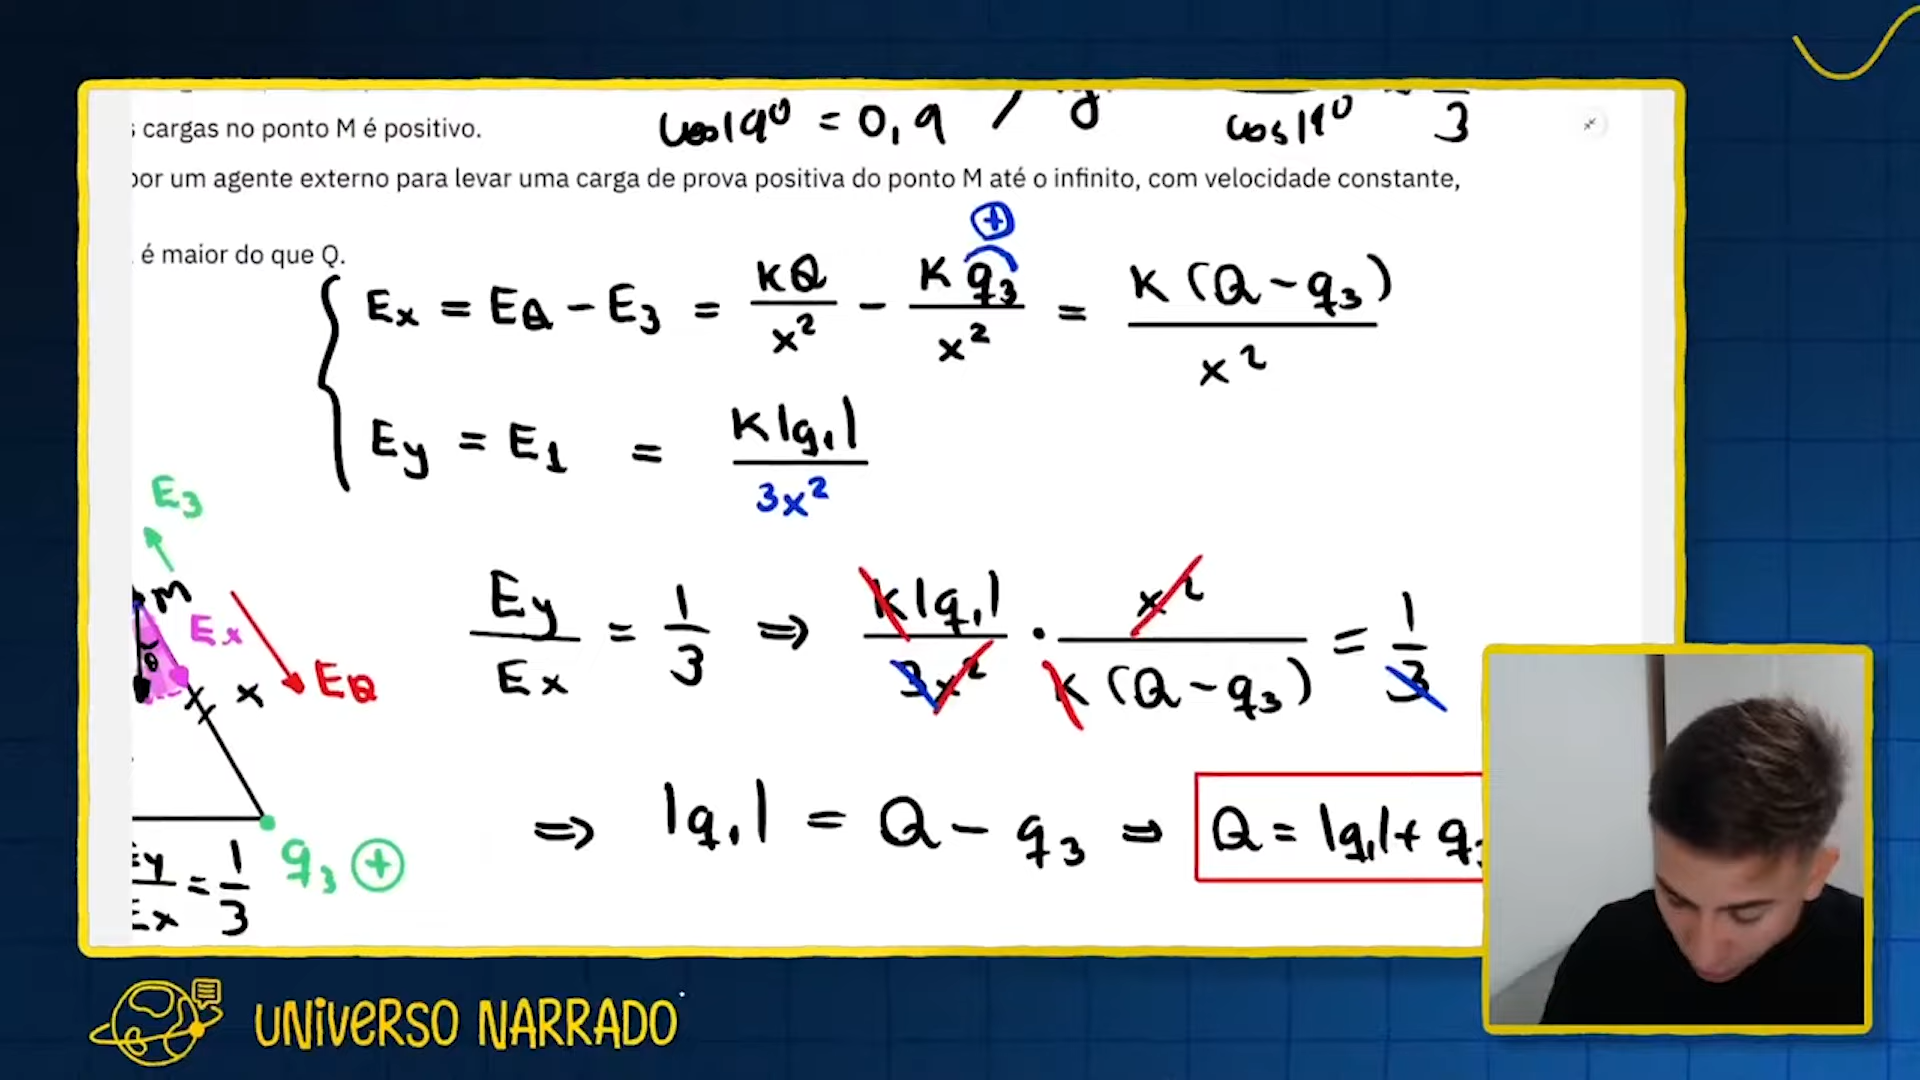 cargas no ponto M é positivo.
cos19° = 0,9
cos19°
3
por um agente externo para levar uma carga de prova positiva do ponto M até o infinito, com velocidade constante,
é maior do que Q.
+
Ex = EQ - E3 = KQ/x² - Kq3/x² = K(Q-q3)/x²
Ey = E1 = K|q1|/3x²
E3
M
Ex
θ
x
EQ
Ey/Ex = 1/3 ⇒ K|q1|/3x² · x²/K(Q-q3) = 1/3
⇒ |q1| = Q - q3 ⇒ Q = |q1| + q3
q3 +
Ey/Ex = 1/3
UNIVERSO NARRADO